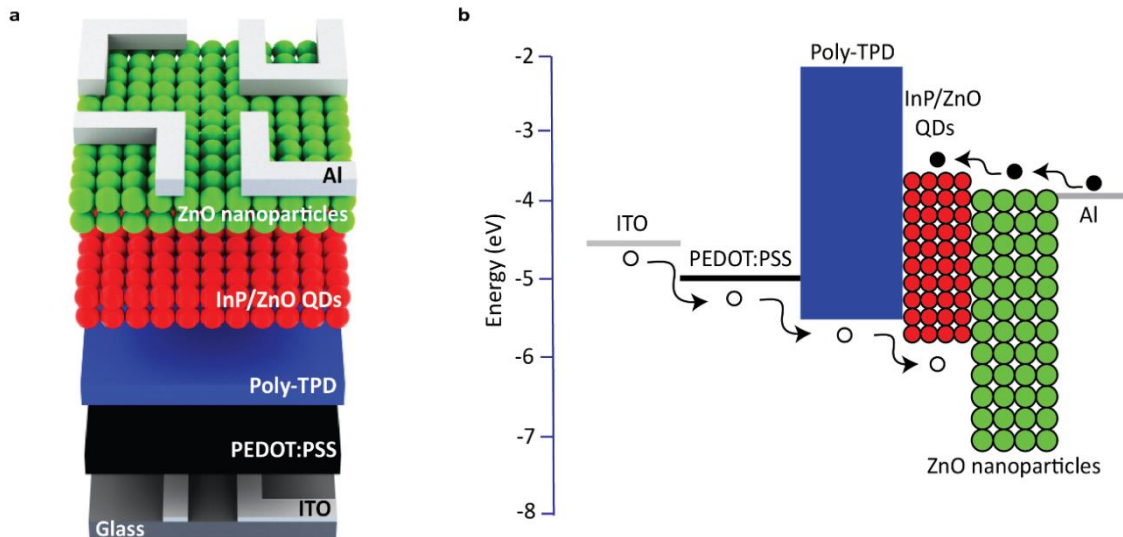 a
Al
ZnO nanoparticles
InP/ZnO QDs
Poly-TPD
PEDOT:PSS
ITO
Glass
b
Energy (eV)
-2
-3
-4
-5
-6
-7
-8
ITO
PEDOT:PSS
Poly-TPD
InP/ZnO
QDs
Al
ZnO nanoparticles